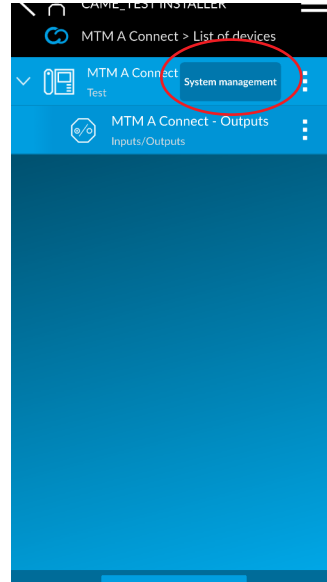 CAME_TEST INSTALLER
MTM A Connect > List of devices
MTM A Connect
System management
Test
MTM A Connect - Outputs
Inputs/Outputs